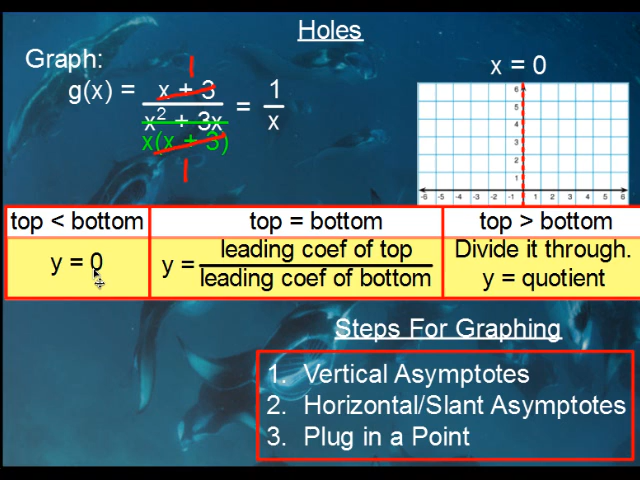 Holes
Graph:
x = 0
1
g(x) = x + 3 / x² + 3x = 1 / x
x(x + 3)
1
6
5
4
3
2
1
-6 -5 -4 -3 -2 -1 1 2 3 4 5 6
top < bottom top = bottom top > bottom
y = 0 y = leading coef of top / leading coef of bottom Divide it through.
y = quotient
Steps For Graphing
1. Vertical Asymptotes
2. Horizontal/Slant Asymptotes
3. Plug in a Point